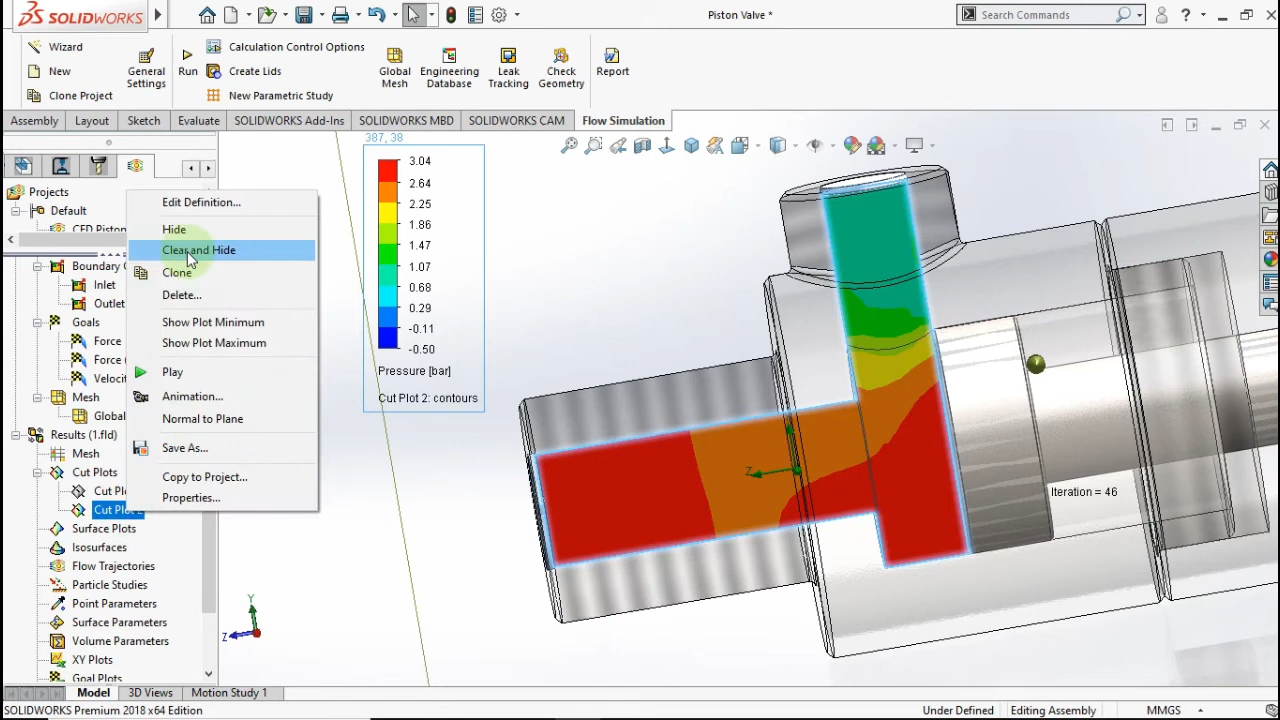 SOLIDWORKS
Piston Valve *
Search Commands
?
Wizard
New
Clone Project
General Settings
Run
Calculation Control Options
Create Lids
New Parametric Study
Global Mesh
Engineering Database
Leak Tracking
Check Geometry
Report
Assembly
Layout
Sketch
Evaluate
SOLIDWORKS Add-Ins
SOLIDWORKS MBD
SOLIDWORKS CAM
Flow Simulation
Projects
Default
Boundary
Inlet
Outlet
Goals
Force
Force
Mesh
Global
Results (1.fld)
Mesh
Cut Plots
Surface Plots
Isosurfaces
Flow Trajectories
Particle Studies
Point Parameters
Surface Parameters
Volume Parameters
XY Plots
Goal Plots
Edit Definition...
Hide
Clear and Hide
Clone
Delete...
Show Plot Minimum
Show Plot Maximum
Play
Animation...
Normal to Plane
Save As...
Copy to Project...
Properties...
387, 38
3.04
2.64
2.25
1.86
1.47
1.07
0.68
0.29
-0.11
-0.50
Pressure [bar]
Cut Plot 2: contours
Z
Iteration = 46
Y
Z
Model
3D Views
Motion Study 1
SOLIDWORKS Premium 2018 x64 Edition
Under Defined
Editing Assembly
MMGS